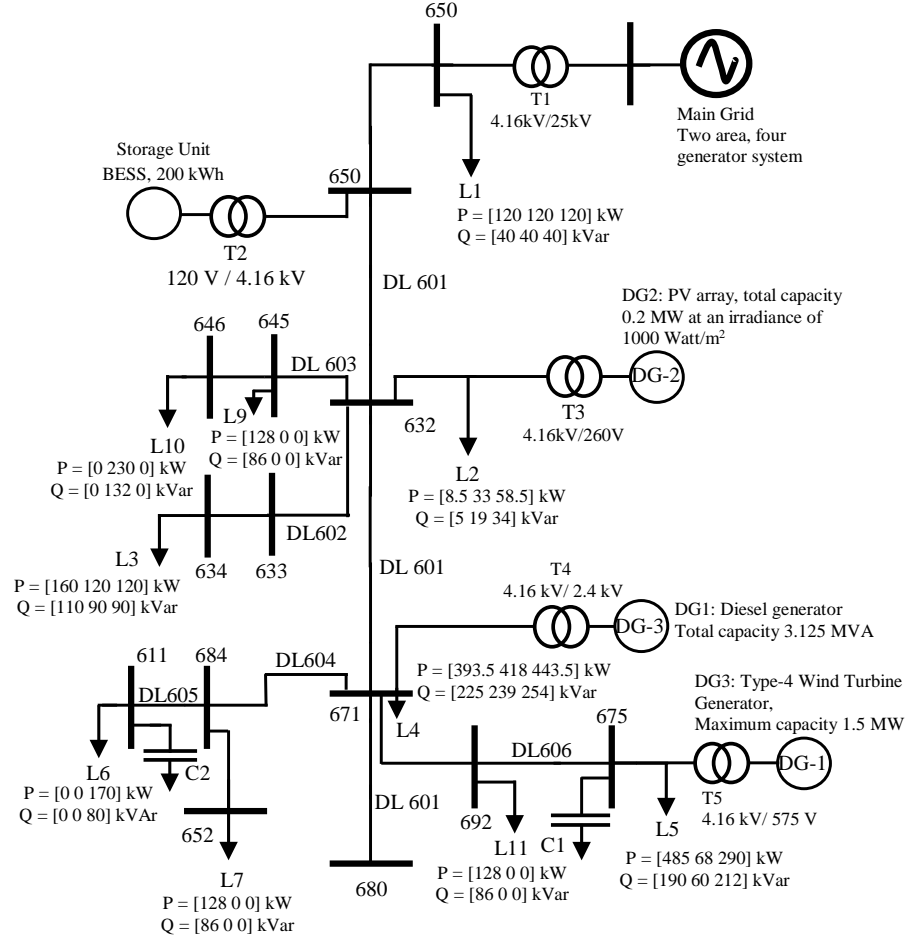 650
T1
4.16kV/25kV
Main Grid
Two area, four
generator system
Storage Unit
BESS, 200 kWh
650
L1
P = [120 120 120] kW
Q = [40 40 40] kVar
T2
120 V / 4.16 kV
DL 601
DG2: PV array, total capacity
0.2 MW at an irradiance of
1000 Watt/m²
646
645
DL 603
DG-2
T3
4.16kV/260V
632
L9
L10
P = [128 0 0] kW
Q = [86 0 0] kVar
P = [0 230 0] kW
Q = [0 132 0] kVar
L2
P = [8.5 33 58.5] kW
Q = [5 19 34] kVar
DL602
L3
634
633
P = [160 120 120] kW
Q = [110 90 90] kVar
DL 601
T4
4.16 kV/ 2.4 kV
DG-3
DG1: Diesel generator
Total capacity 3.125 MVA
611
684
DL604
P = [393.5 418 443.5] kW
Q = [225 239 254] kVar
DL605
671
L4
675
DG3: Type-4 Wind Turbine
Generator,
Maximum capacity 1.5 MW
L6
C2
DL606
DG-1
P = [0 0 170] kW
Q = [0 0 80] kVAr
DL 601
T5
4.16 kV/ 575 V
652
692
L11
C1
L5
L7
P = [128 0 0] kW
Q = [86 0 0] kVar
680
P = [128 0 0] kW
Q = [86 0 0] kVar
P = [485 68 290] kW
Q = [190 60 212] kVar